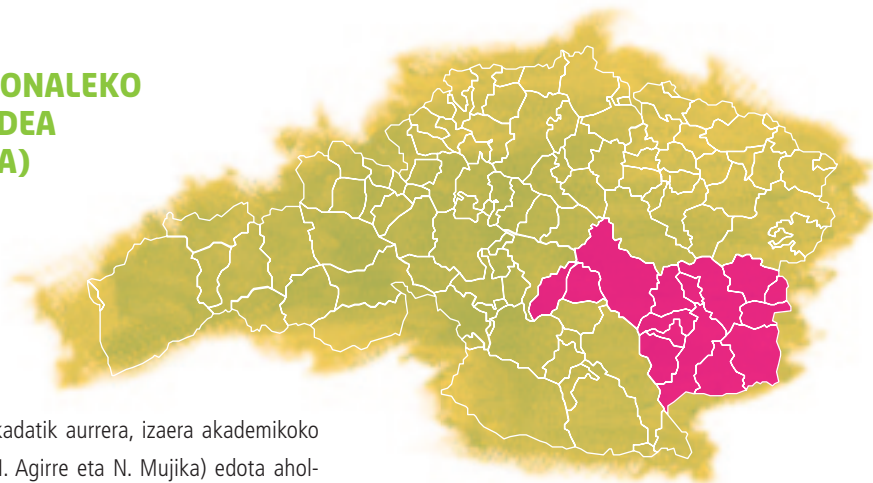 ONALEKO
DEA
A)
kadatik aurrera, izaera akademikoko
I. Agirre eta N. Mujika) edota ahol-